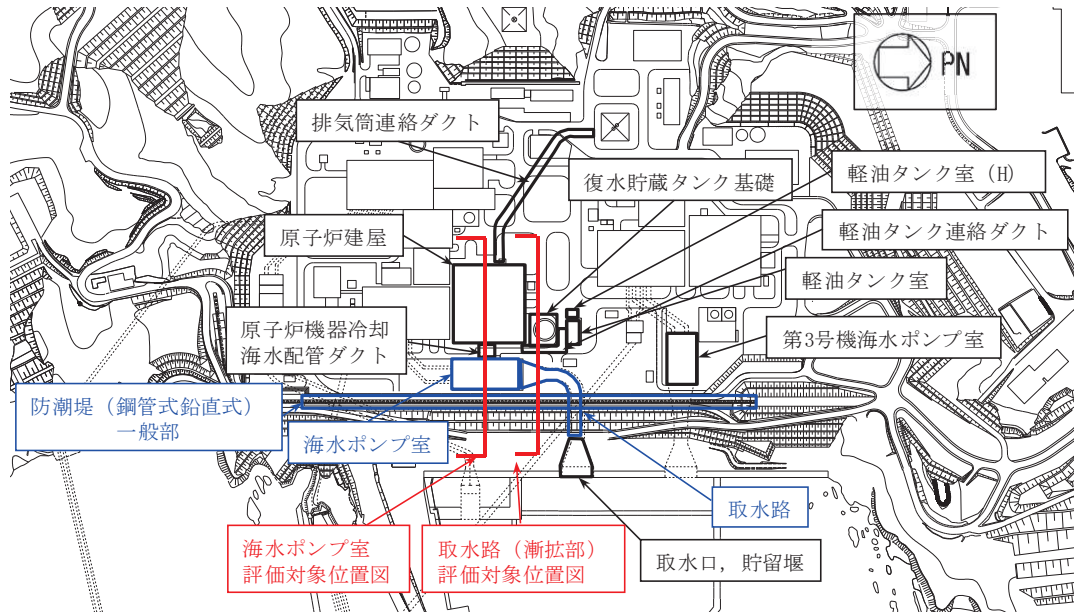 PN
排気筒連絡ダクト
復水貯蔵タンク基礎
軽油タンク室（H）
原子炉建屋
軽油タンク連絡ダクト
軽油タンク室
原子炉機器冷却
海水配管ダクト
第3号機海水ポンプ室
防潮堤（鋼管式鉛直式）
一般部
海水ポンプ室
取水路
海水ポンプ室
評価対象位置図
取水路（漸拡部）
評価対象位置図
取水口，貯留堰